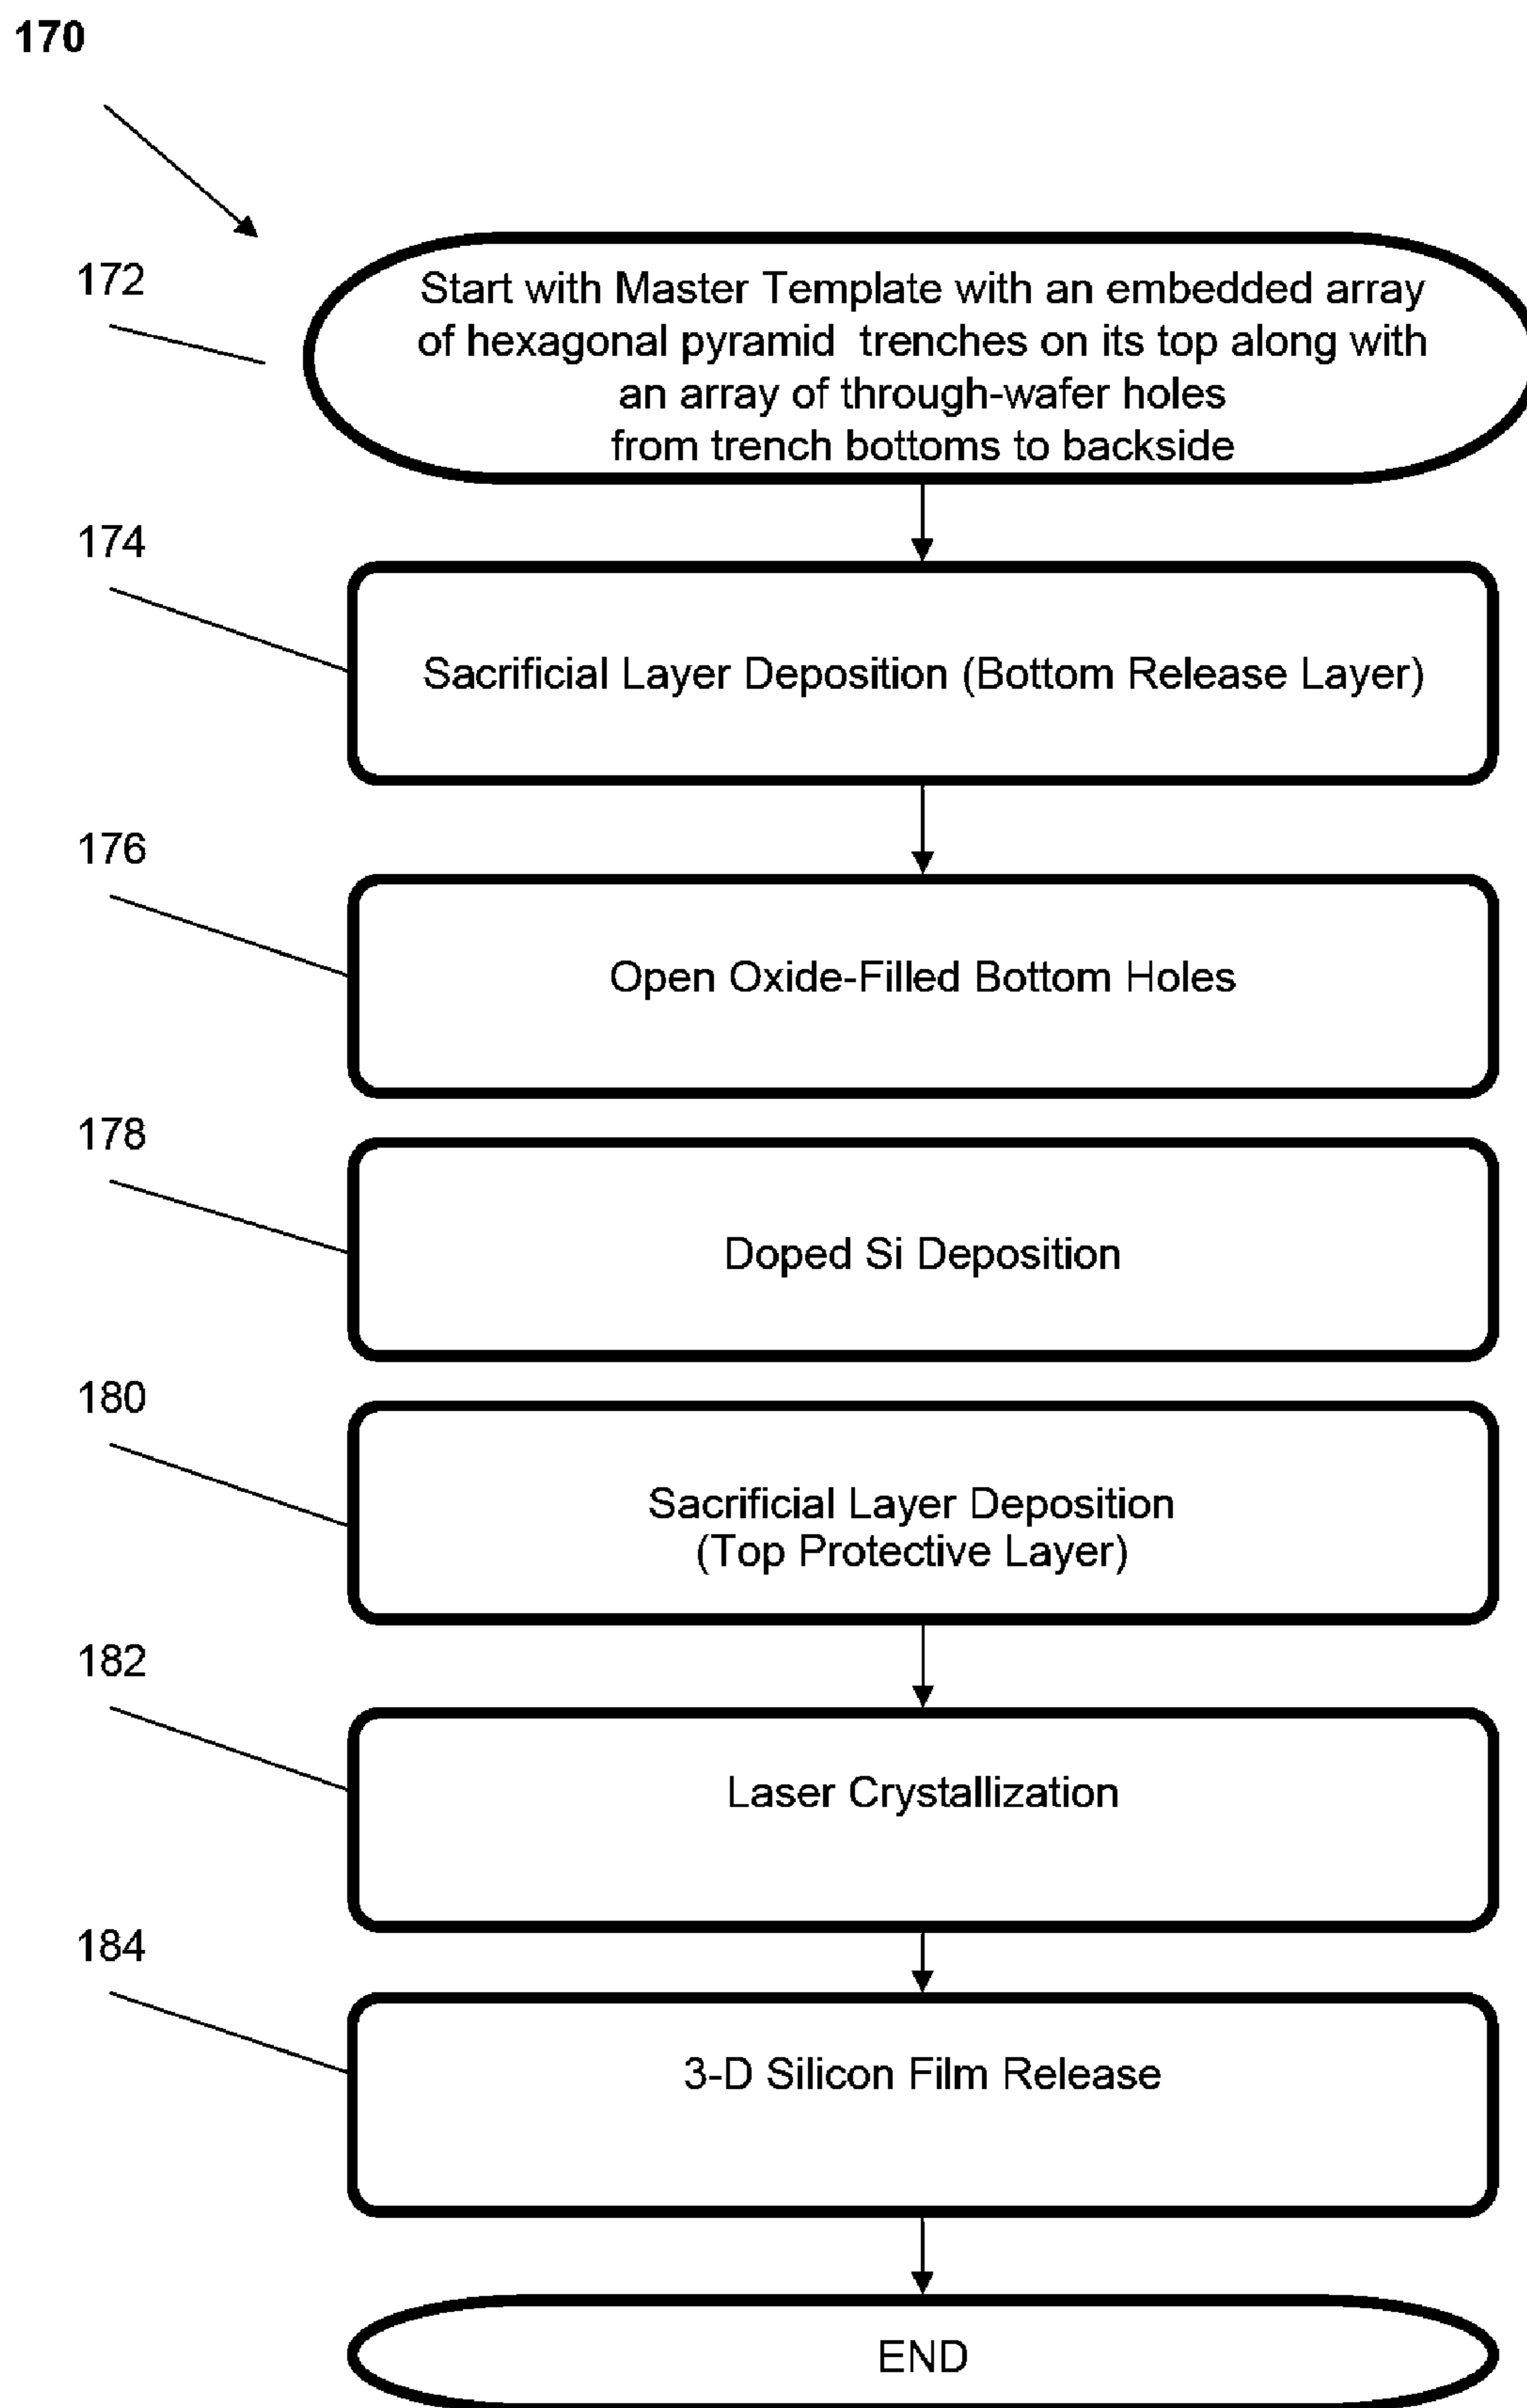 170
172
Start with Master Template with an embedded array
of hexagonal pyramid trenches on its top along with
an array of through-wafer holes
from trench bottoms to backside
174
Sacrificial Layer Deposition (Bottom Release Layer)
176
Open Oxide-Filled Bottom Holes
178
Doped Si Deposition
180
Sacrificial Layer Deposition
(Top Protective Layer)
182
Laser Crystallization
184
3-D Silicon Film Release
END